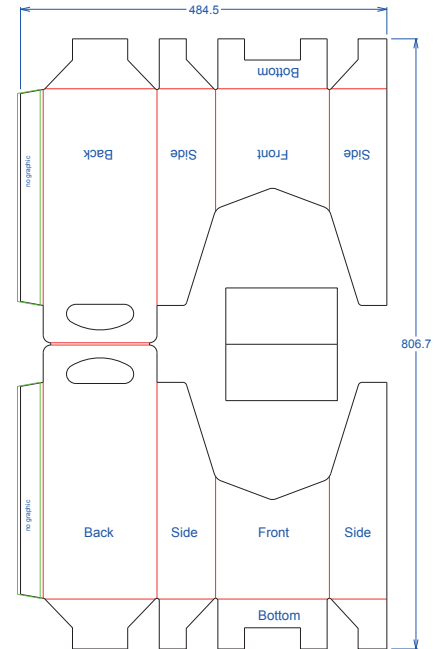 484.5
Bottom
no graphic
Back
Side
Front
Side
806.7
no graphic
Back
Side
Front
Side
Bottom